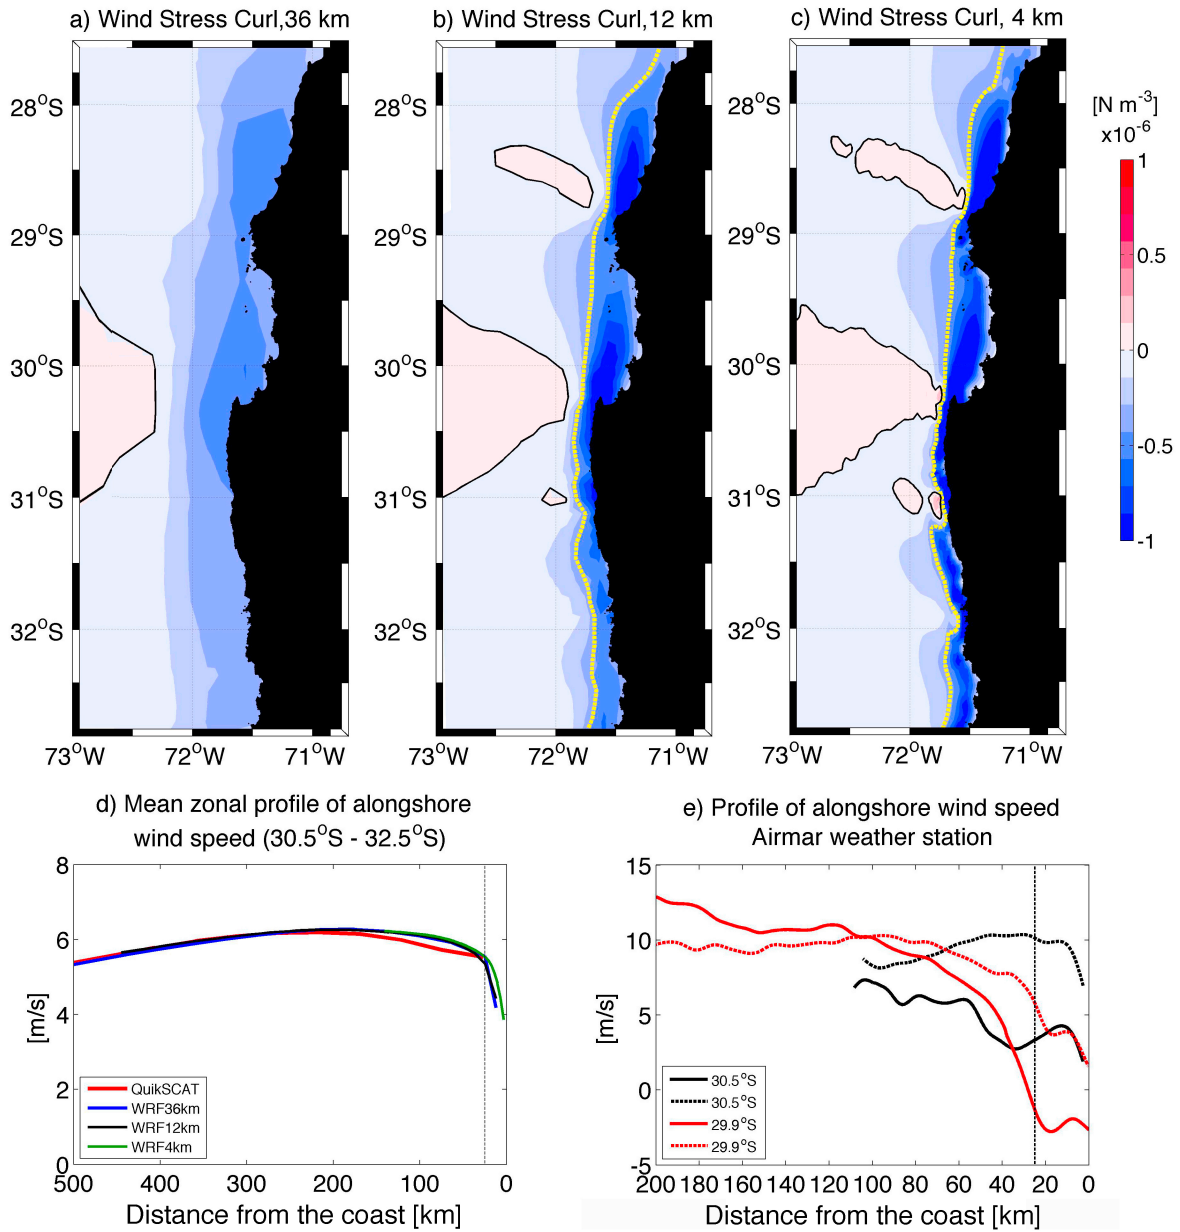 a) Wind Stress Curl,36 km
b) Wind Stress Curl,12 km
c) Wind Stress Curl, 4 km
28°S
29°S
30°S
31°S
32°S
73°W
72°W
71°W
28°S
29°S
30°S
31°S
32°S
73°W
72°W
71°W
28°S
29°S
30°S
31°S
32°S
73°W
72°W
71°W
[N m⁻³]
x10⁻⁶
1
0.5
0
-0.5
-1
d) Mean zonal profile of alongshore
wind speed (30.5°S - 32.5°S)
8
6
4
2
0
[m/s]
QuikSCAT
WRF36km
WRF12km
WRF4km
500
400
300
200
100
0
Distance from the coast [km]
e) Profile of alongshore wind speed
Airmar weather station
15
10
5
0
-5
[m/s]
30.5°S
30.5°S
29.9°S
29.9°S
200 180 160 140 120 100 80 60 40 20 0
Distance from the coast [km]